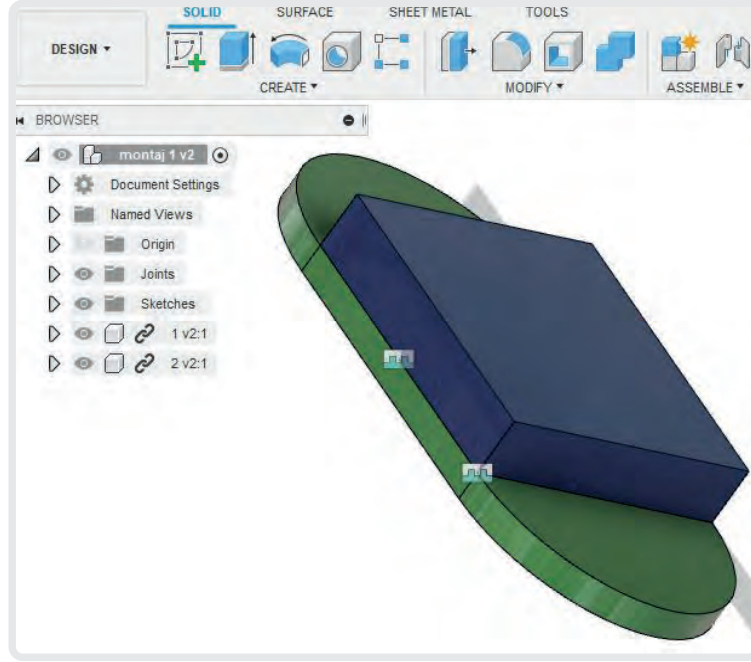 SOLID SURFACE SHEET METAL TOOLS
DESIGN ▾
CREATE ▾ MODIFY ▾ ASSEMBLE ▾
BROWSER
montaj 1 v2
Document Settings
Named Views
Origin
Joints
Sketches
1 v2:1
2 v2:1